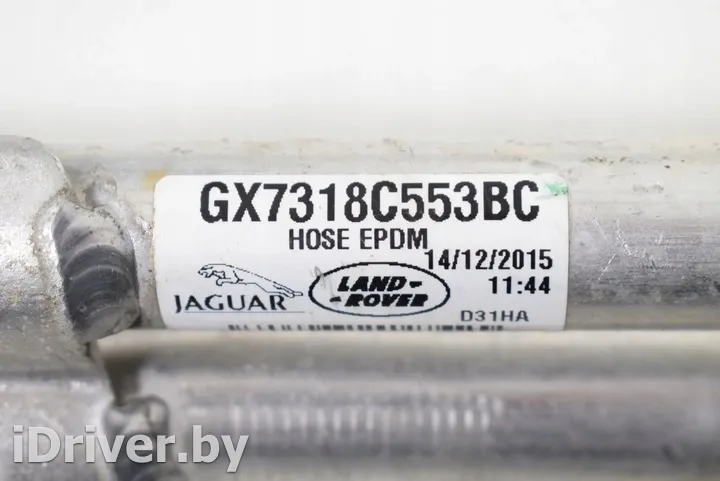 GX7318C553BC
HOSE EPDM
14/12/2015
11:44
JAGUAR
LAND-
-ROVER
D31HA
iDriver.by